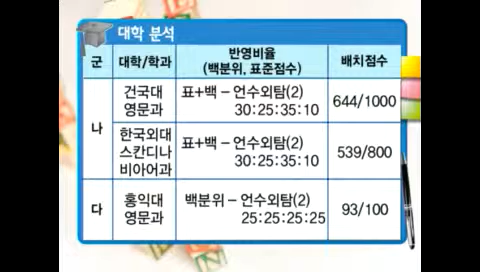 대학 분석
군 대학/학과 반영비율 (백분위, 표준점수) 배치점수
나
건국대 영문과
표+백 – 언수외탐(2)
30:25:35:10
644/1000
한국외대 스칸디나 비아어과
표+백 – 언수외탐(2)
30:25:35:10
539/800
다
홍익대 영문과
백분위 – 언수외탐(2)
25:25:25:25
93/100